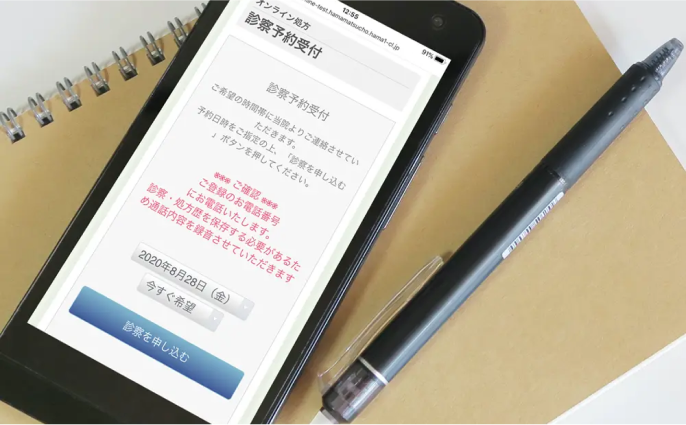 12:55
91%
ine-test.hamamatsucho.hama1-cl.jp
オンライン処方
診察予約受付
診察予約受付
ご希望の時間帯に当院よりご連絡させてい
ただきます。
予約日時をご指定の上、「診察を申し込む
」ボタンを押してください。
※※※ ご確認 ※※※
ご登録のお電話番号
にお電話いたします。
診察・処方歴を保存する必要があるた
め通話内容を録音させていただきます
2020年8月28日（金）
今すぐ希望
診察を申し込む